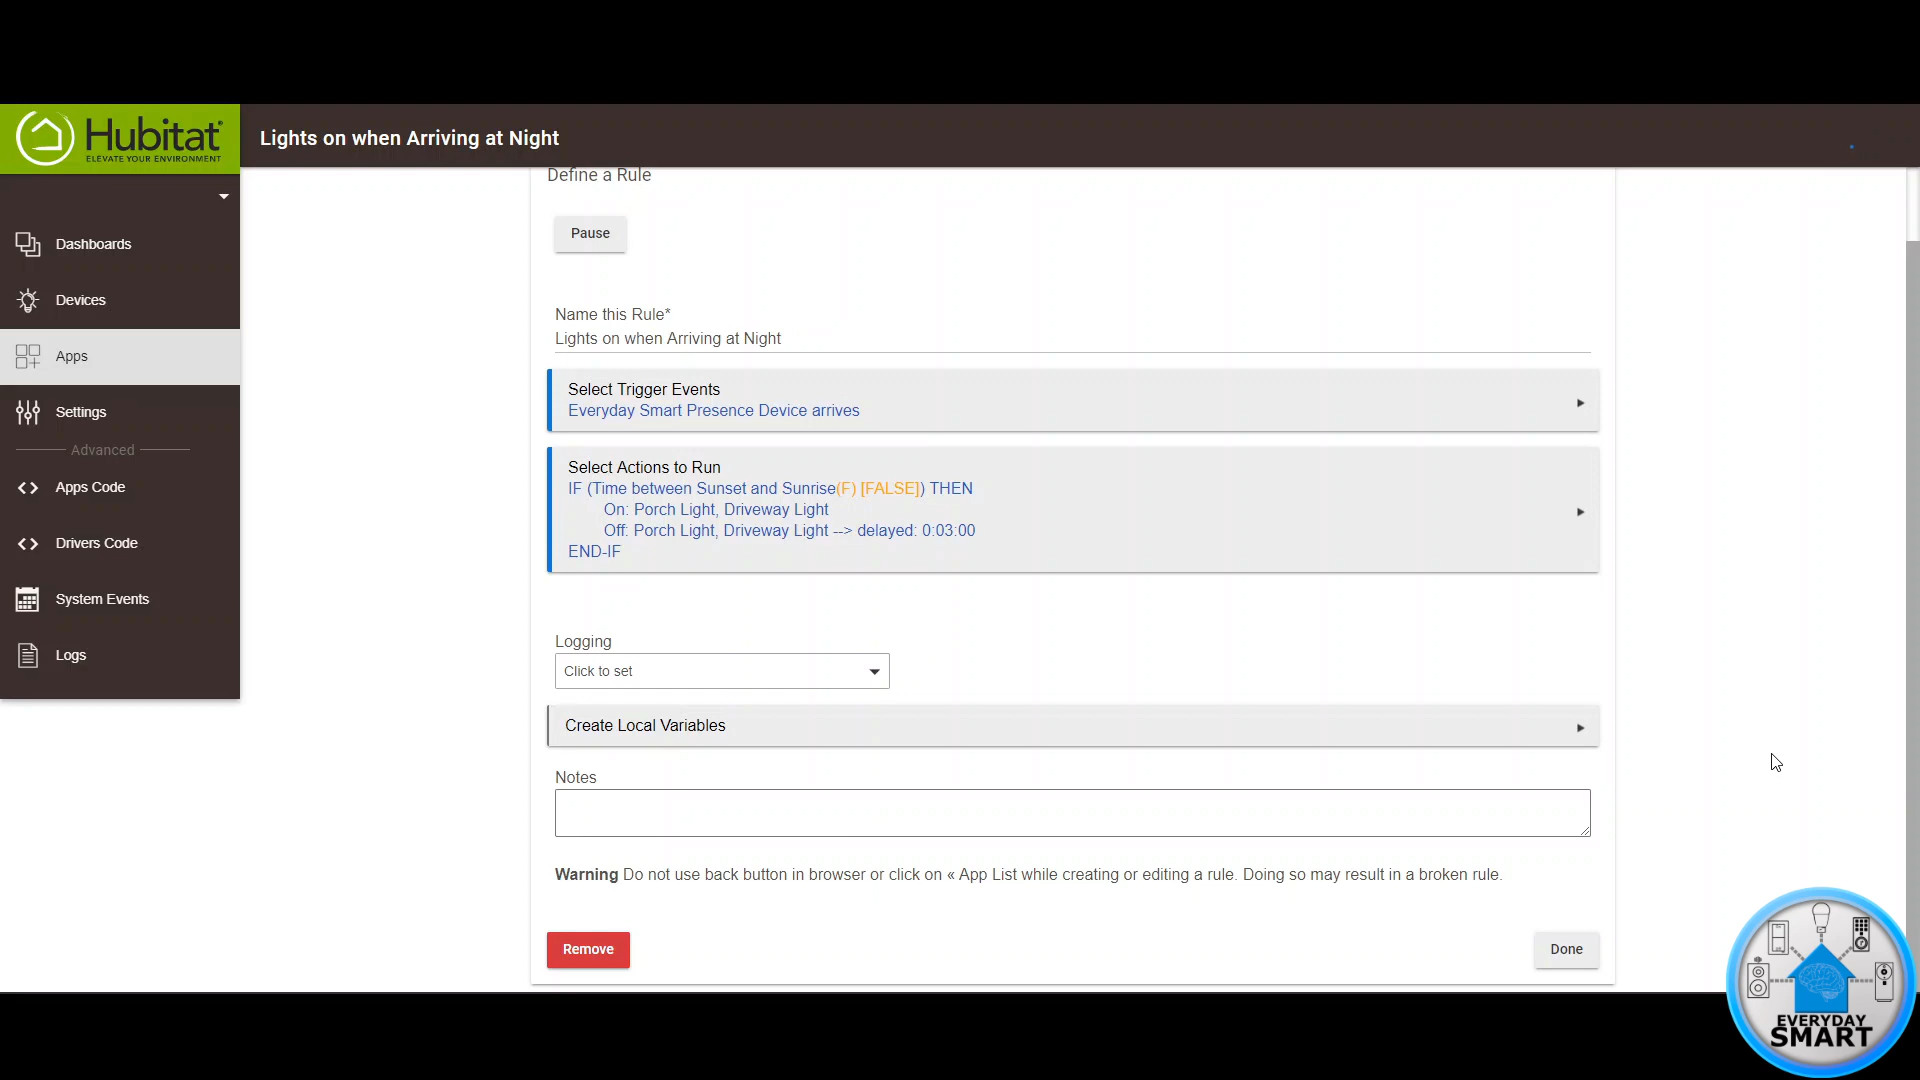 Hubitat®
ELEVATE YOUR ENVIRONMENT
Lights on when Arriving at Night
Dashboards
Devices
Apps
Settings
Advanced
Apps Code
Drivers Code
System Events
Logs
Define a Rule
Pause
Name this Rule*
Lights on when Arriving at Night
Select Trigger Events
Everyday Smart Presence Device arrives
Select Actions to Run
IF (Time between Sunset and Sunrise(F) [FALSE]) THEN
On: Porch Light, Driveway Light
Off: Porch Light, Driveway Light --> delayed: 0:03:00
END-IF
Logging
Click to set
Create Local Variables
Notes
Warning Do not use back button in browser or click on « App List while creating or editing a rule. Doing so may result in a broken rule.
Remove
Done
EVERYDAY
SMART